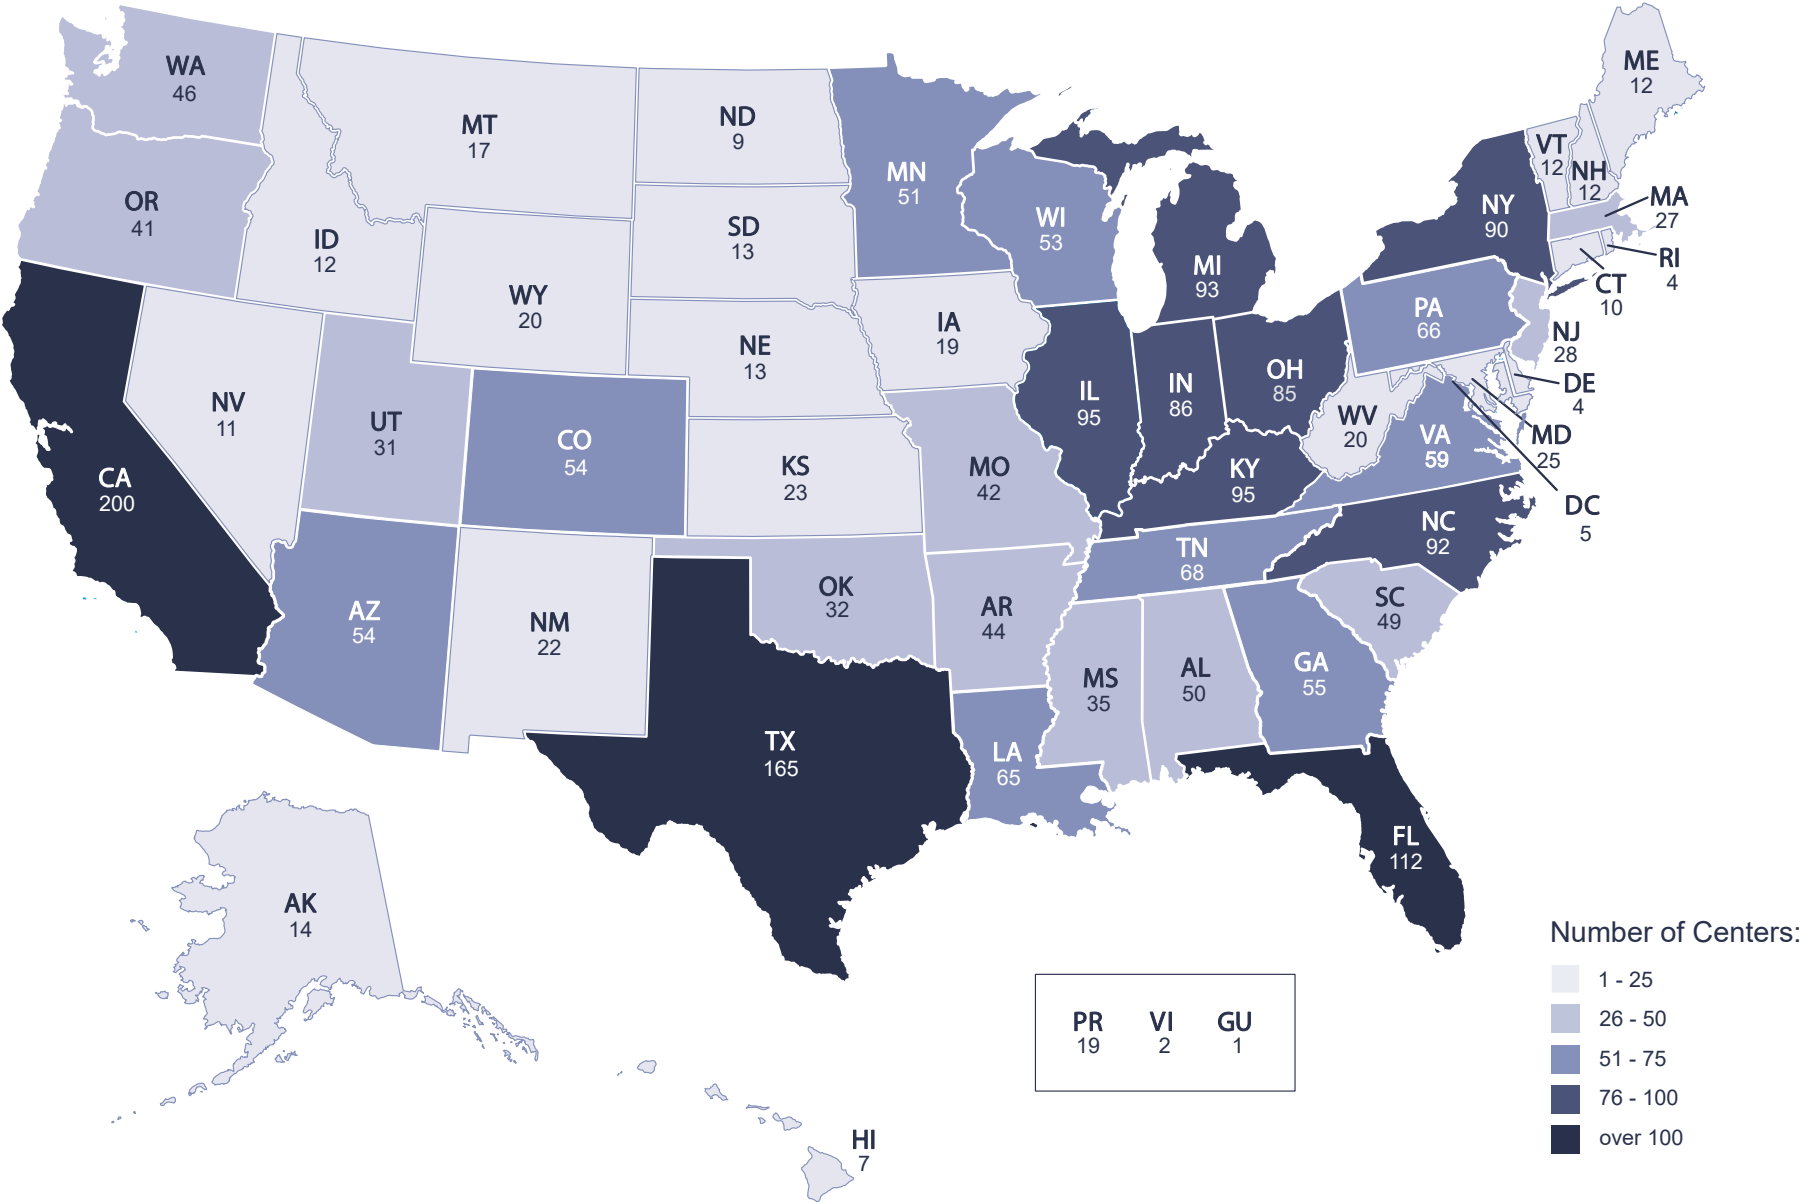 WA
46
OR
41
CA
200
ID
12
NV
11
MT
17
WY
20
UT
31
AZ
54
CO
54
NM
22
ND
9
SD
13
NE
13
KS
23
OK
32
TX
165
MN
51
IA
19
MO
42
AR
44
LA
65
WI
53
IL
95
MI
93
IN
86
OH
85
KY
95
TN
68
MS
35
AL
50
GA
55
FL
112
SC
49
NC
92
VA
59
WV
20
PA
66
NY
90
VT
12
NH
12
ME
12
MA
27
RI
4
CT
10
NJ
28
DE
4
MD
25
DC
5
AK
14
HI
7
PR
19
VI
2
GU
1
Number of Centers:
1 - 25
26 - 50
51 - 75
76 - 100
over 100